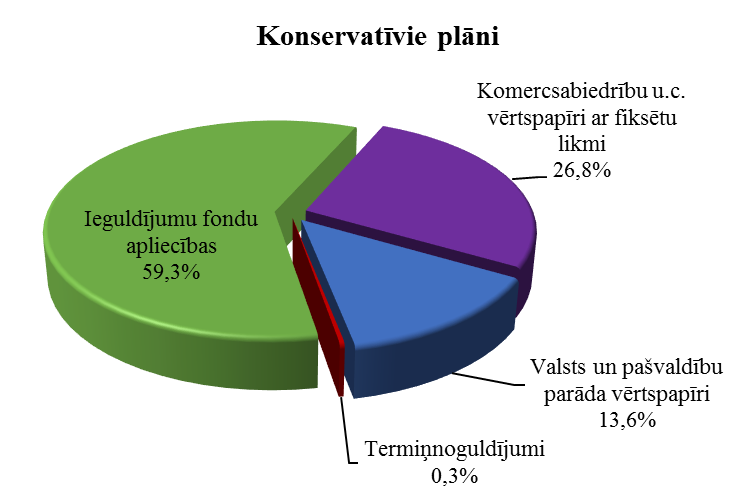 Konservatīvie plāni
Komercsabiedrību u.c.
vērtspapīri ar fiksētu
likmi
26,8%
Ieguldījumu fondu
apliecības
59,3%
Valsts un pašvaldību
parāda vērtspapīri
13,6%
Termiņnoguldījumi
0,3%